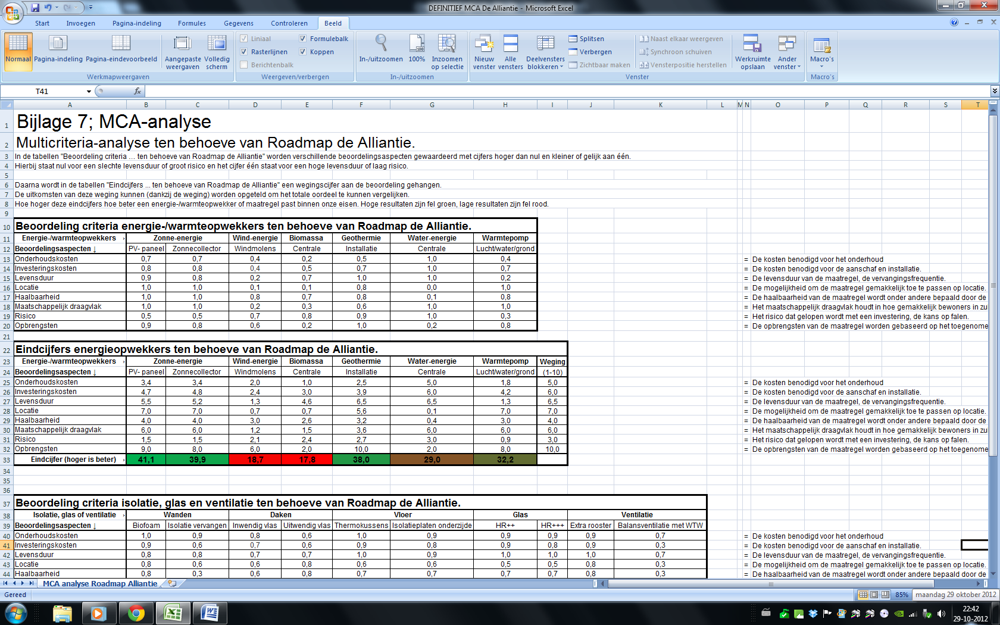 DEFINITIEF MCA De Alliantie - Microsoft Excel
Start Invoegen Pagina-indeling Formules Gegevens Controleren Beeld
Normaal Pagina-indeling Pagina-eindevoorbeeld Aangepaste weergaven Volledig scherm
Werkmapweergaven
Liniaal Formulebalk
Rasterlijnen Koppen
Berichtenbalk
Weergeven/verbergen
In-/uitzoomen 100% Inzoomen op selectie
In-/uitzoomen
Nieuw venster Alle vensters Deelvensters blokkeren
Splitsen Naast elkaar weergeven
Verbergen Synchroon schuiven
Zichtbaar maken Vensterpositie herstellen
Werkruimte opslaan Ander venster
Venster
Macro's
Macro's
T41 fx
A B C D E F G H I J K L M N O P Q R S T
1 Bijlage 7; MCA-analyse
2 Multicriteria-analyse ten behoeve van Roadmap de Alliantie.
3 In de tabellen "Beoordeling criteria ... ten behoeve van Roadmap de Alliantie" worden verschillende beoordelingsaspecten gewaardeerd met cijfers hoger dan nul en kleiner of gelijk aan één.
4 Hierbij staat nul voor een slechte levensduur of groot risico en het cijfer één staat voor een hoge levensduur of laag risico.
5
6 Daarna wordt in de tabellen "Eindcijfers ... ten behoeve van Roadmap de Alliantie" een wegingscijfer aan de beoordeling gehangen.
7 De uitkomsten van deze weging kunnen (dankzij de weging) worden opgeteld om het totale oordeel te kunnen vergelijken.
8 Hoe hoger deze eindcijfers hoe beter een energie-/warmteopwekker of maatregel past binnen onze eisen. Hoge resultaten zijn fel groen, lage resultaten zijn fel rood.
9
10 Beoordeling criteria energie-/warmteopwekkers ten behoeve van Roadmap de Alliantie.
11 Energie-/warmteopwekkers › Zonne-energie Wind-energie Biomassa Geothermie Water-energie Warmtepomp
12 Beoordelingsaspecten ↓ PV- paneel Zonnecollector Windmolens Centrale Installatie Centrale Lucht/water/grond
13 Onderhoudskosten 0,7 0,7 0,4 0,2 0,5 1,0 0,4 = De kosten benodigd voor het onderhoud
14 Investeringskosten 0,8 0,8 0,4 0,5 0,7 1,0 0,7 = De kosten benodigd voor de aanschaf en installatie.
15 Levensduur 0,9 0,8 0,2 0,7 1,0 1,0 0,2 = De levensduur van de maatregel, de vervangingsfrequentie.
16 Locatie 1,0 1,0 0,1 0,1 0,8 0,0 1,0 = De mogelijkheid om de maatregel gemakkelijk toe te passen op locatie.
17 Haalbaarheid 1,0 1,0 0,8 0,7 0,8 0,1 0,8 = De haalbaarheid van de maatregel wordt onder andere bepaald door de
18 Maatschappelijk draagvlak 1,0 1,0 0,2 0,3 0,6 1,0 1,0 = Het maatschappelijk draagvlak houdt in hoe gemakkelijk bewoners in zu
19 Risico 0,5 0,5 0,7 0,8 0,9 1,0 0,3 = Het risico dat gelopen wordt met een investering, de kans op falen.
20 Opbrengsten 0,9 0,8 0,6 0,2 1,0 0,2 0,8 = De opbrengsten van de maatregel worden gebaseerd op het toegenome
21
22 Eindcijfers energieopwekkers ten behoeve van Roadmap de Alliantie.
23 Energie-/warmteopwekkers › Zonne-energie Wind-energie Biomassa Geothermie Water-energie Warmtepomp Weging
24 Beoordelingsaspecten ↓ PV- paneel Zonnecollector Windmolens Centrale Installatie Centrale Lucht/water/grond (1-10)
25 Onderhoudskosten 3,4 3,4 2,0 1,0 2,5 5,0 1,8 5,0 = De kosten benodigd voor het onderhoud
26 Investeringskosten 4,7 4,8 2,4 3,0 3,9 6,0 4,2 6,0 = De kosten benodigd voor de aanschaf en installatie.
27 Levensduur 5,5 5,2 1,3 4,6 6,5 6,5 1,3 6,5 = De levensduur van de maatregel, de vervangingsfrequentie.
28 Locatie 7,0 7,0 0,7 0,7 5,6 0,1 7,0 7,0 = De mogelijkheid om de maatregel gemakkelijk toe te passen op locatie.
29 Haalbaarheid 4,0 4,0 3,0 2,6 3,2 0,4 3,0 4,0 = De haalbaarheid van de maatregel wordt onder andere bepaald door de
30 Maatschappelijk draagvlak 6,0 6,0 1,2 1,5 3,6 6,0 6,0 6,0 = Het maatschappelijk draagvlak houdt in hoe gemakkelijk bewoners in zu
31 Risico 1,5 1,5 2,1 2,4 2,7 3,0 0,9 3,0 = Het risico dat gelopen wordt met een investering, de kans op falen.
32 Opbrengsten 9,0 8,0 6,0 2,0 10,0 2,0 8,0 10,0 = De opbrengsten van de maatregel worden gebaseerd op het toegenome
33 Eindcijfer (hoger is beter) › 41,1 39,9 18,7 17,8 38,0 29,0 32,2
34
35
36
37 Beoordeling criteria isolatie, glas en ventilatie ten behoeve van Roadmap de Alliantie.
38 Isolatie, glas of ventilatie › Wanden Daken Vloer Glas Ventilatie
39 Beoordelingsaspecten ↓ Biofoam Isolatie vervangen Inwendig vlas Uitwendig vlas Thermokussens Isolatieplaten onderzijde HR++ HR+++ Extra rooster Balansventilatie met WTW
40 Onderhoudskosten 1,0 0,9 0,8 0,6 1,0 0,9 0,9 0,9 0,9 0,7 = De kosten benodigd voor het onderhoud
41 Investeringskosten 0,9 0,6 0,7 0,6 0,9 0,8 0,9 0,8 0,9 0,3 = De kosten benodigd voor de aanschaf en installatie.
42 Levensduur 0,8 0,8 0,7 0,7 1,0 0,9 1,0 1,0 1,0 0,7 = De levensduur van de maatregel, de vervangingsfrequentie.
43 Locatie 0,8 0,6 0,6 0,8 0,6 0,6 0,5 0,5 0,8 0,3 = De mogelijkheid om de maatregel gemakkelijk toe te passen op locatie.
44 Haalbaarheid 0,8 0,3 0,6 0,8 0,7 0,7 0,7 0,7 0,8 0,3 = De haalbaarheid van de maatregel wordt onder andere bepaald door de
MCA analyse Roadmap Alliantie
Gereed 85% maandag 29 oktober 2012
22:42
29-10-2012